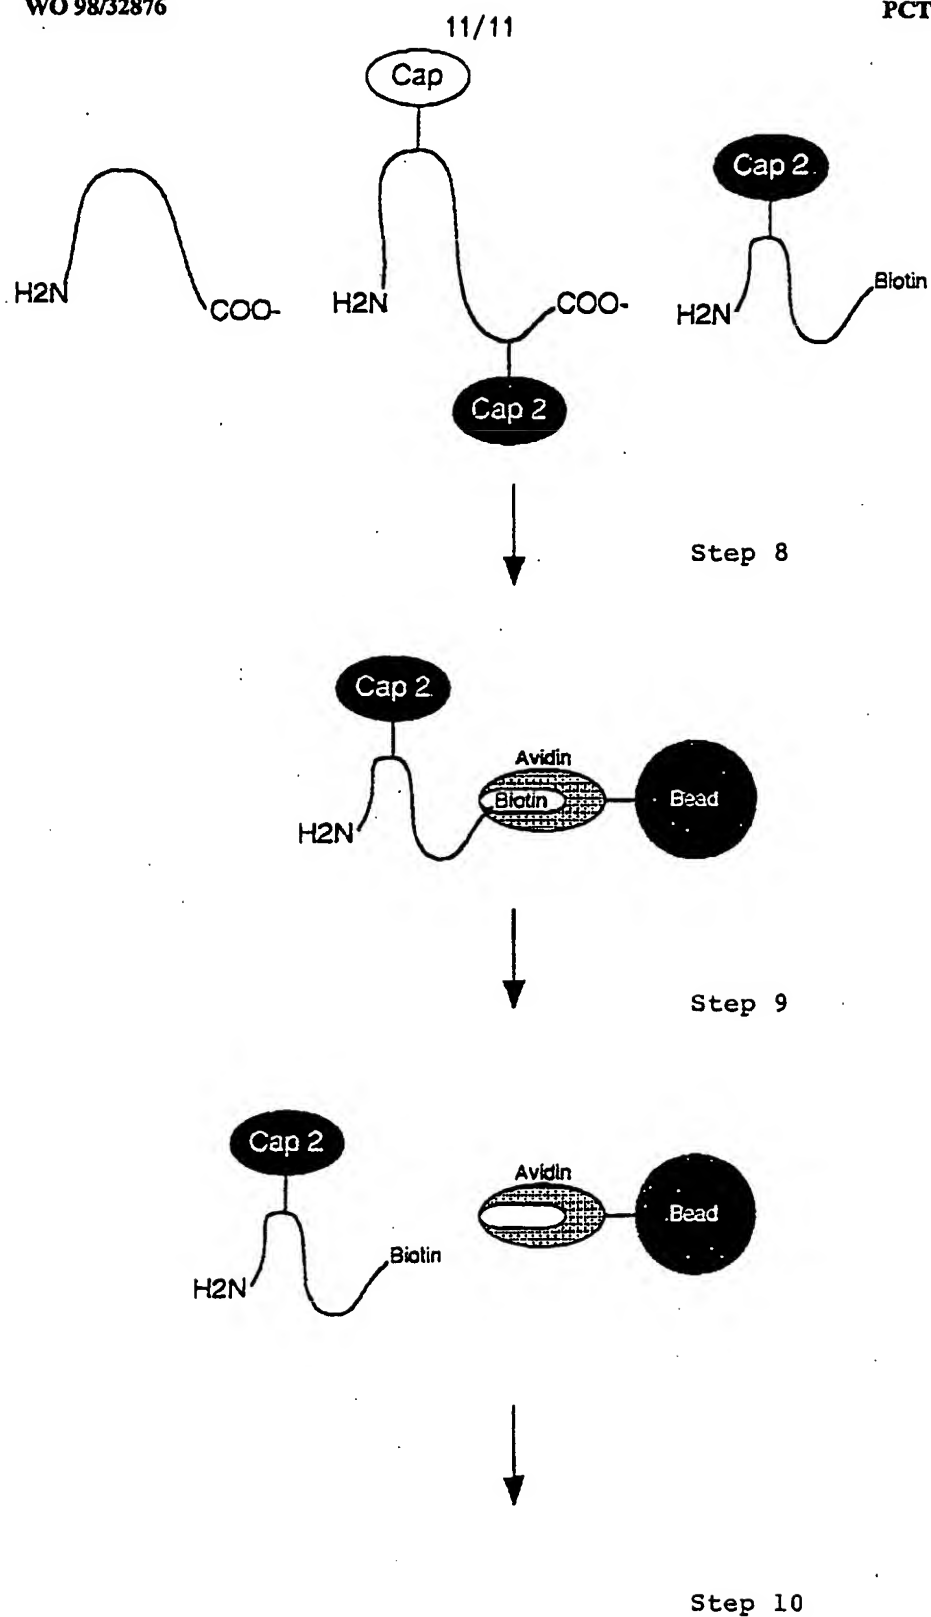 WO 98/32876
PCT
11/11
Cap
Cap 2
H2N
COO-
H2N
COO-
H2N
Biotin
Cap 2
Step 8
Cap 2
Avidin
Biotin
Bead
H2N
Step 9
Cap 2
Avidin
Bead
Biotin
H2N
Step 10